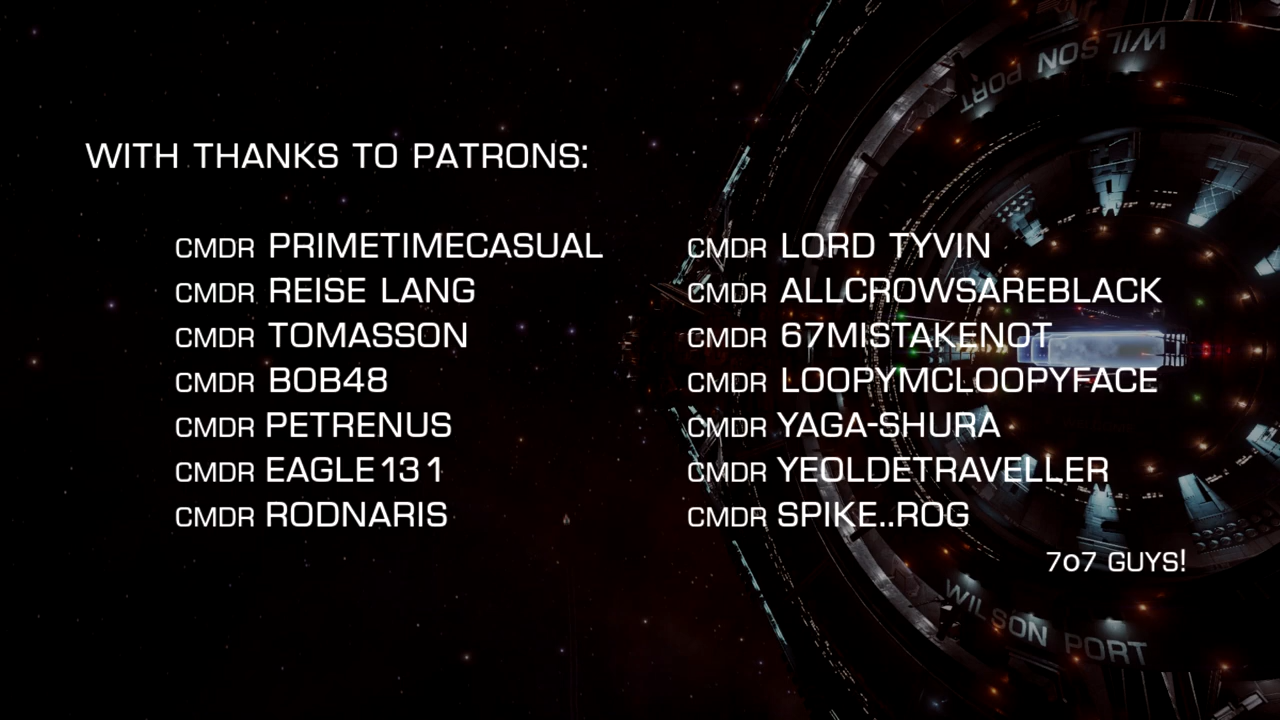 WITH THANKS TO PATRONS:
CMDR PRIMETIMECASUAL
CMDR REISE LANG
CMDR TOMASSON
CMDR BOB48
CMDR PETRENUS
CMDR EAGLE131
CMDR RODNARIS
CMDR LORD TYVIN
CMDR ALLCROWSAREBLACK
CMDR 67MISTAKENOT
CMDR LOOPYMCLOOPYFACE
CMDR YAGA-SHURA
CMDR YEOLDETRAVELLER
CMDR SPIKE..ROG
7o7 GUYS!
WILSON PORT
WILSON PORT